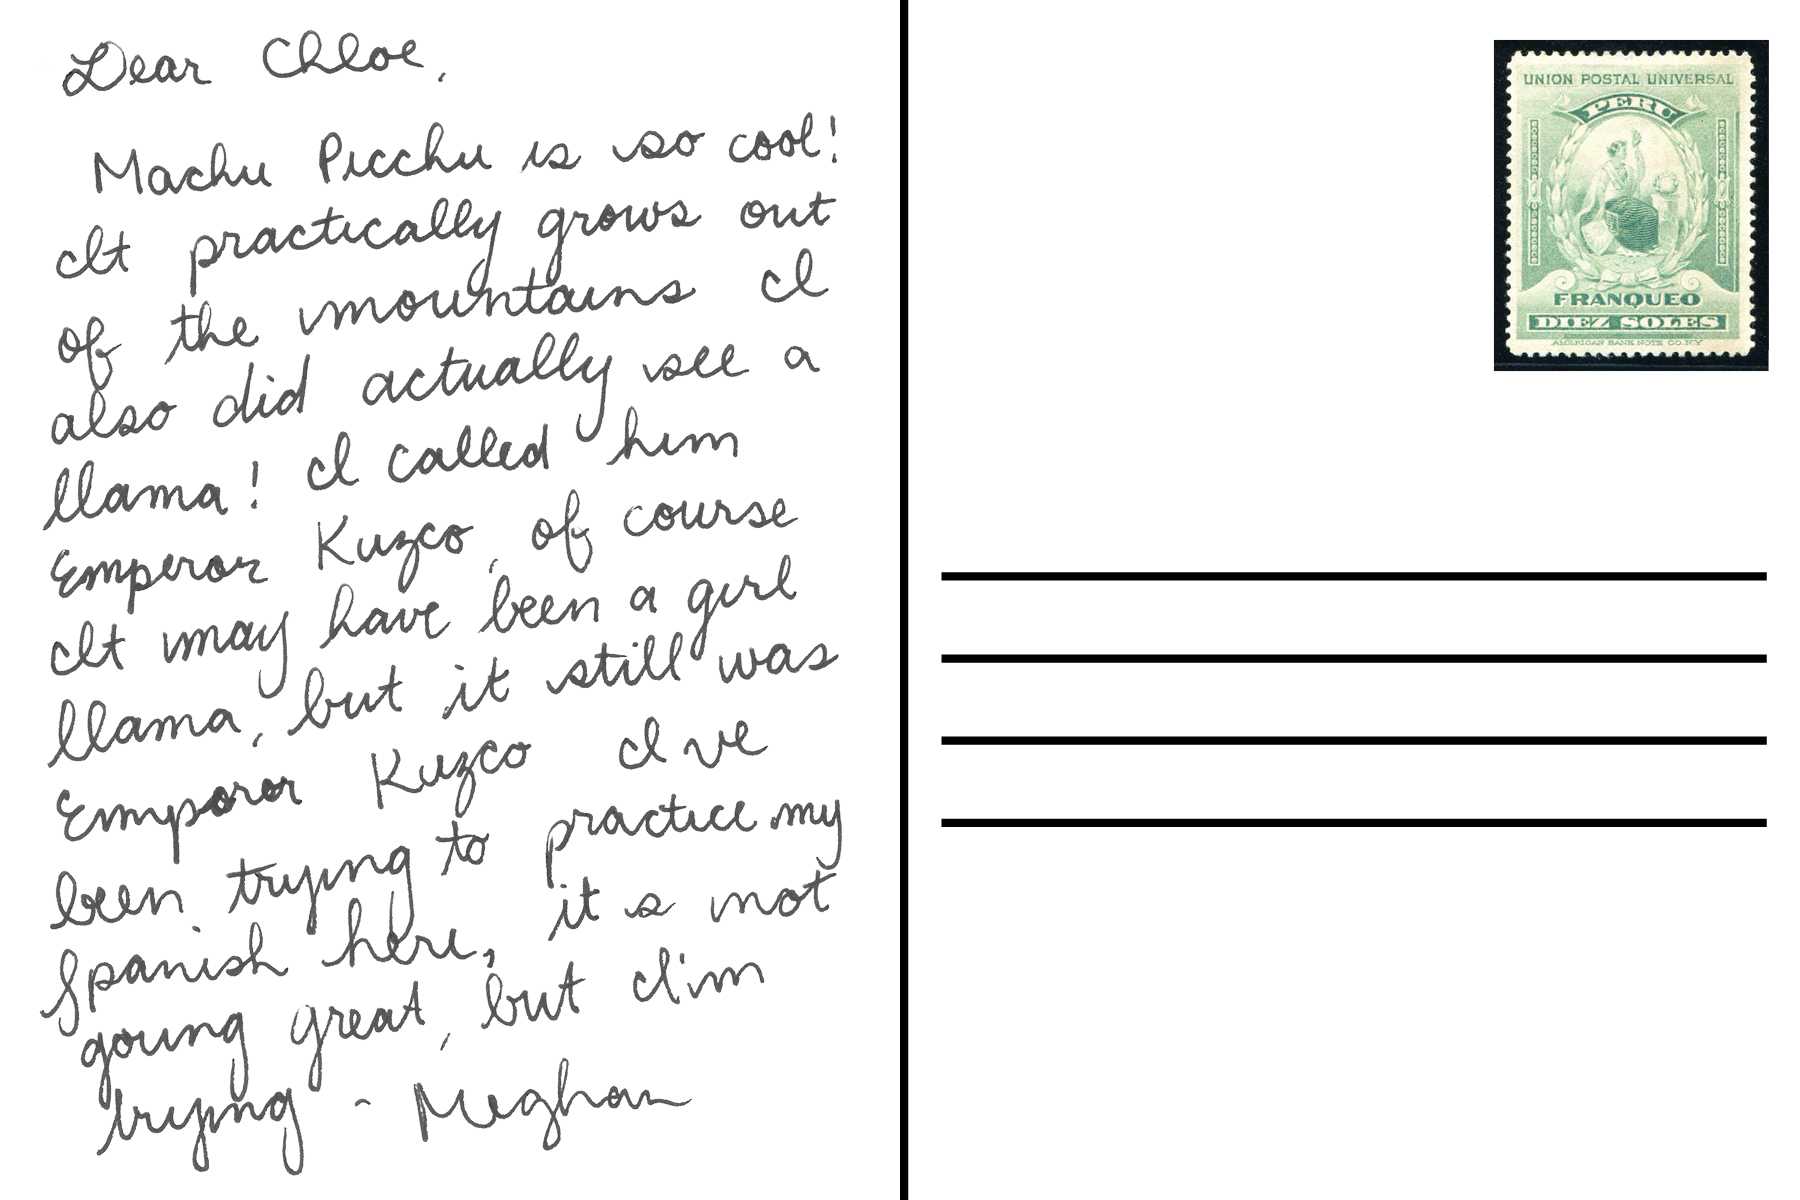 Dear Chloe,
Machu Picchu is so cool!
It practically grows out
of the mountains I
also did actually see a
llama! I called him
Emperor Kuzco, of course
It may have been a girl
llama, but it still was
Emporor Kuzco I've
been trying to practice my
Spanish here, it s not
going great, but I'm
trying - Meghan
UNION POSTAL UNIVERSAL
PERU
FRANQUEO
DIEZ SOLES
AMERICAN BANK NOTE CO. N.Y.